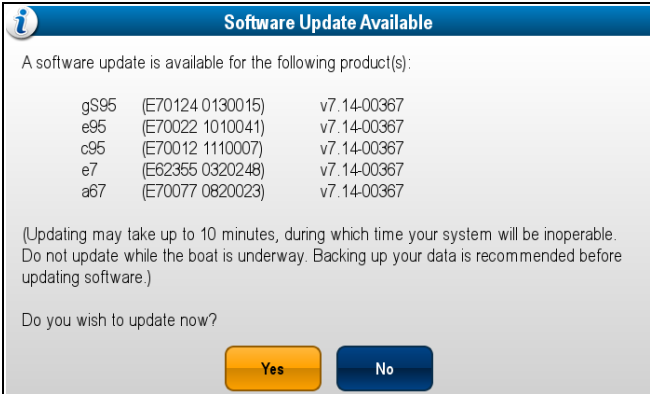 i
Software Update Available
A software update is available for the following product(s):
gS95 (E70124 0130015) v7.14-00367
e95 (E70022 1010041) v7.14-00367
c95 (E70012 1110007) v7.14-00367
e7 (E62355 0320248) v7.14-00367
a67 (E70077 0820023) v7.14-00367
(Updating may take up to 10 minutes, during which time your system will be inoperable.
Do not update while the boat is underway. Backing up your data is recommended before
updating software.)
Do you wish to update now?
Yes No